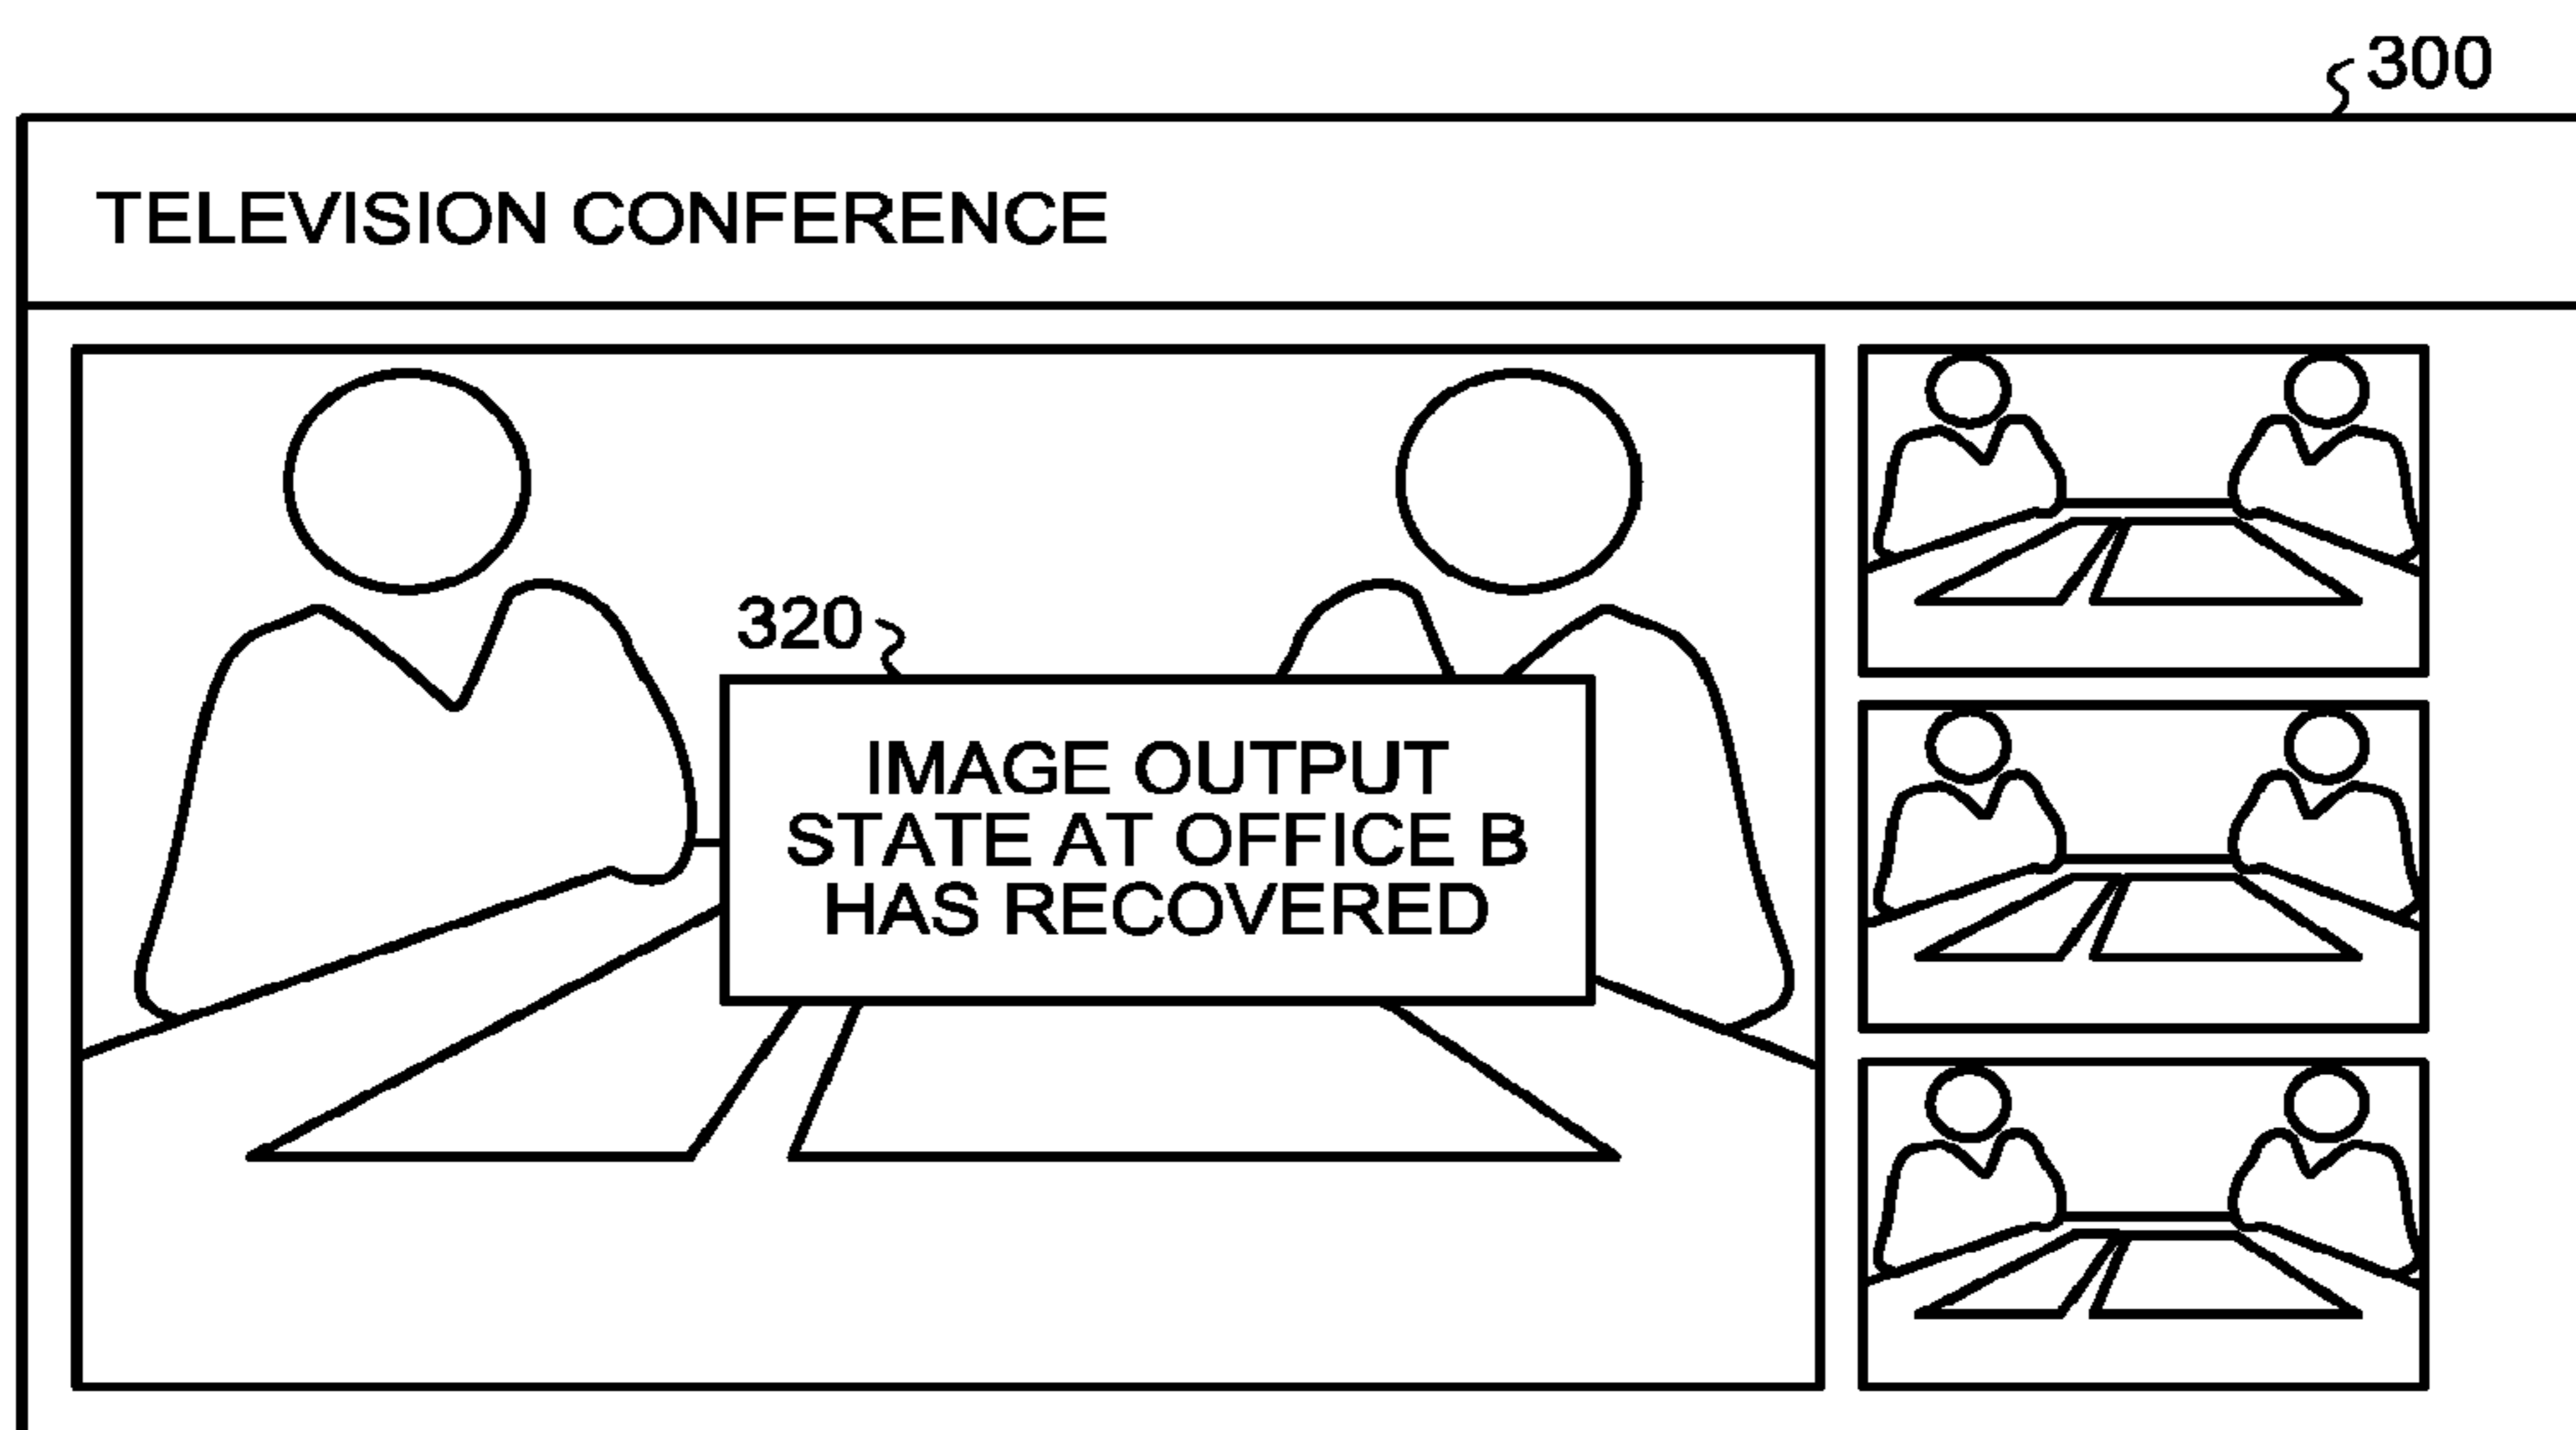 300
TELEVISION CONFERENCE
320
IMAGE OUTPUT
STATE AT OFFICE B
HAS RECOVERED